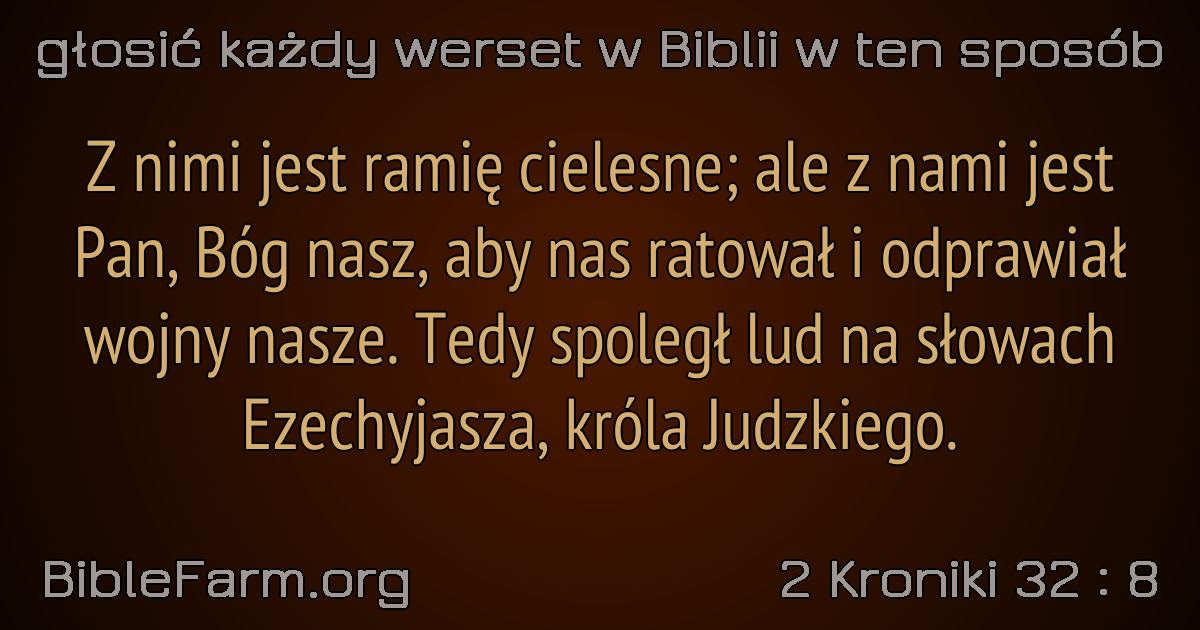 głosić każdy werset w Biblii w ten sposób
Z nimi jest ramię cielesne; ale z nami jest
Pan, Bóg nasz, aby nas ratował i odprawiał
wojny nasze. Tedy spoległ lud na słowach
Ezechyjasza, króla Judzkiego.
BibleFarm.org
2 Kroniki 32 : 8